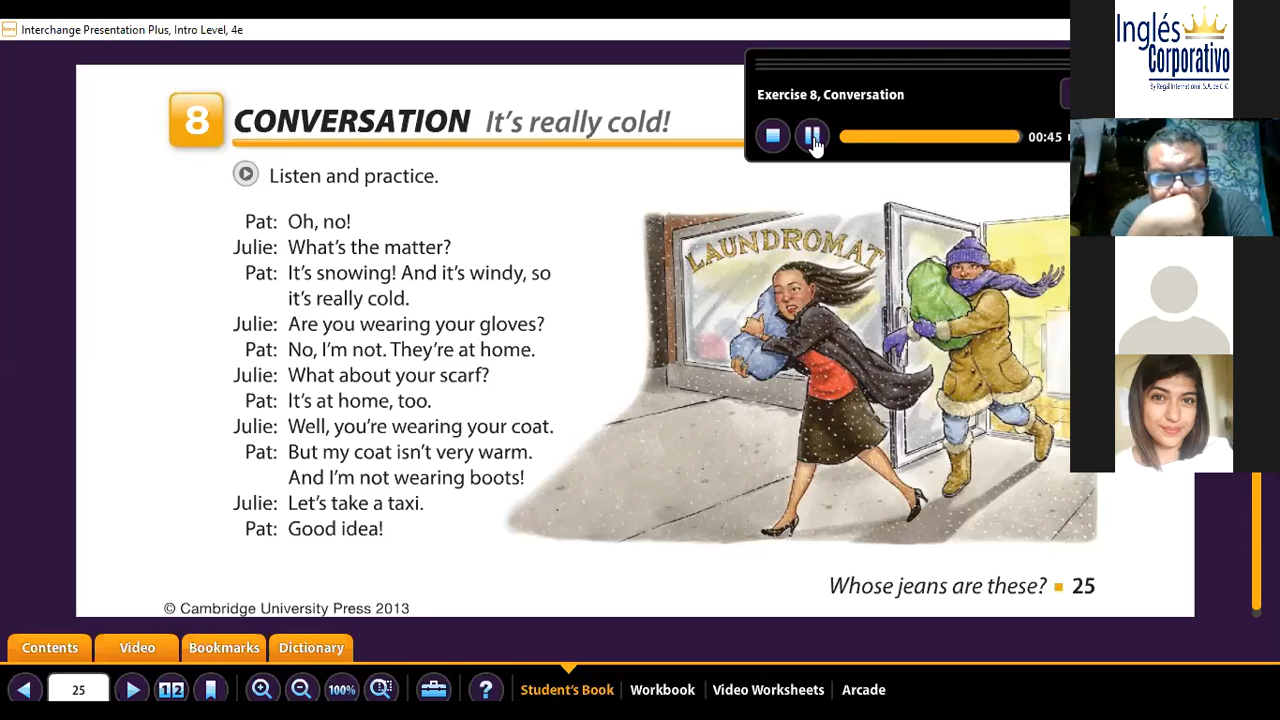 Interchange Presentation Plus, Intro Level, 4e
Inglés
Corporativo
By Regal International S.A. de C.V.
Exercise 8, Conversation
00:45
8 CONVERSATION It's really cold!
Listen and practice.
Pat: Oh, no!
Julie: What's the matter?
Pat: It's snowing! And it's windy, so
it's really cold.
Julie: Are you wearing your gloves?
Pat: No, I'm not. They're at home.
Julie: What about your scarf?
Pat: It's at home, too.
Julie: Well, you're wearing your coat.
Pat: But my coat isn't very warm.
And I'm not wearing boots!
Julie: Let's take a taxi.
Pat: Good idea!
LAUNDROMAT
Whose jeans are these? 25
© Cambridge University Press 2013
Contents Video Bookmarks Dictionary
25 12 100% ? Student's Book Workbook Video Worksheets Arcade